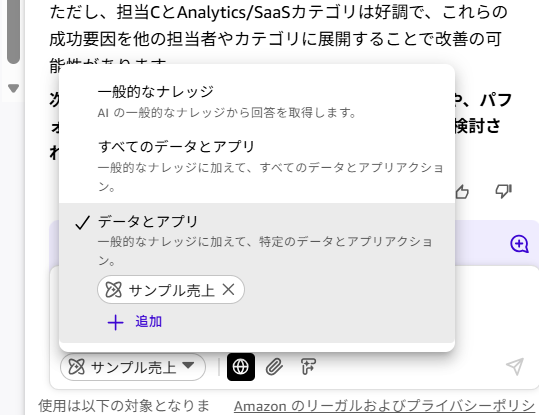 ただし、担当CとAnalytics/SaaSカテゴリは好調で、これらの
成功要因を他の担当者やカテゴリに展開することで改善の可
能性があります。
や、パフ
検討さ
一般的なナレッジ
AI の一般的なナレッジから回答を取得します。
すべてのデータとアプリ
一般的なナレッジに加えて、すべてのデータとアプリアクショ
ン。
データとアプリ
一般的なナレッジに加えて、特定のデータとアプリアクショ
ン。
サンプル売上
追加
サンプル売上
使用は以下の対象となりま
Amazon のリーガルおよびプライバシーポリシ